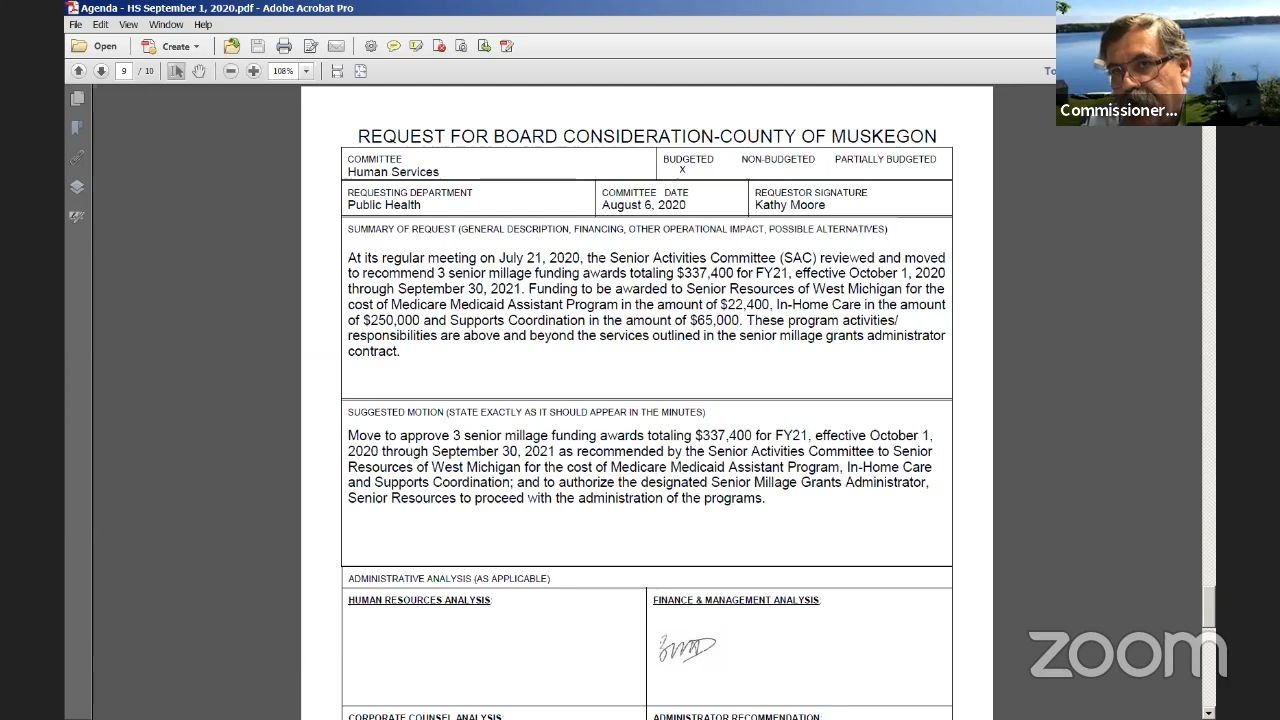 Agenda - HS September 1, 2020.pdf - Adobe Acrobat Pro
File Edit View Window Help
Open Create
9 / 10 108% To
Commissioner...
REQUEST FOR BOARD CONSIDERATION-COUNTY OF MUSKEGON
COMMITTEE
Human Services
BUDGETED NON-BUDGETED PARTIALLY BUDGETED
X
REQUESTING DEPARTMENT
Public Health
COMMITTEE DATE
August 6, 2020
REQUESTOR SIGNATURE
Kathy Moore
SUMMARY OF REQUEST (GENERAL DESCRIPTION, FINANCING, OTHER OPERATIONAL IMPACT, POSSIBLE ALTERNATIVES)
At its regular meeting on July 21, 2020, the Senior Activities Committee (SAC) reviewed and moved
to recommend 3 senior millage funding awards totaling $337,400 for FY21, effective October 1, 2020
through September 30, 2021. Funding to be awarded to Senior Resources of West Michigan for the
cost of Medicare Medicaid Assistant Program in the amount of $22,400, In-Home Care in the amount
of $250,000 and Supports Coordination in the amount of $65,000. These program activities/
responsibilities are above and beyond the services outlined in the senior millage grants administrator
contract.
SUGGESTED MOTION (STATE EXACTLY AS IT SHOULD APPEAR IN THE MINUTES)
Move to approve 3 senior millage funding awards totaling $337,400 for FY21, effective October 1,
2020 through September 30, 2021 as recommended by the Senior Activities Committee to Senior
Resources of West Michigan for the cost of Medicare Medicaid Assistant Program, In-Home Care
and Supports Coordination; and to authorize the designated Senior Millage Grants Administrator,
Senior Resources to proceed with the administration of the programs.
ADMINISTRATIVE ANALYSIS (AS APPLICABLE)
HUMAN RESOURCES ANALYSIS:
FINANCE & MANAGEMENT ANALYSIS:
zoom
CORPORATE COUNSEL ANALYSIS:
ADMINISTRATOR RECOMMENDATION: